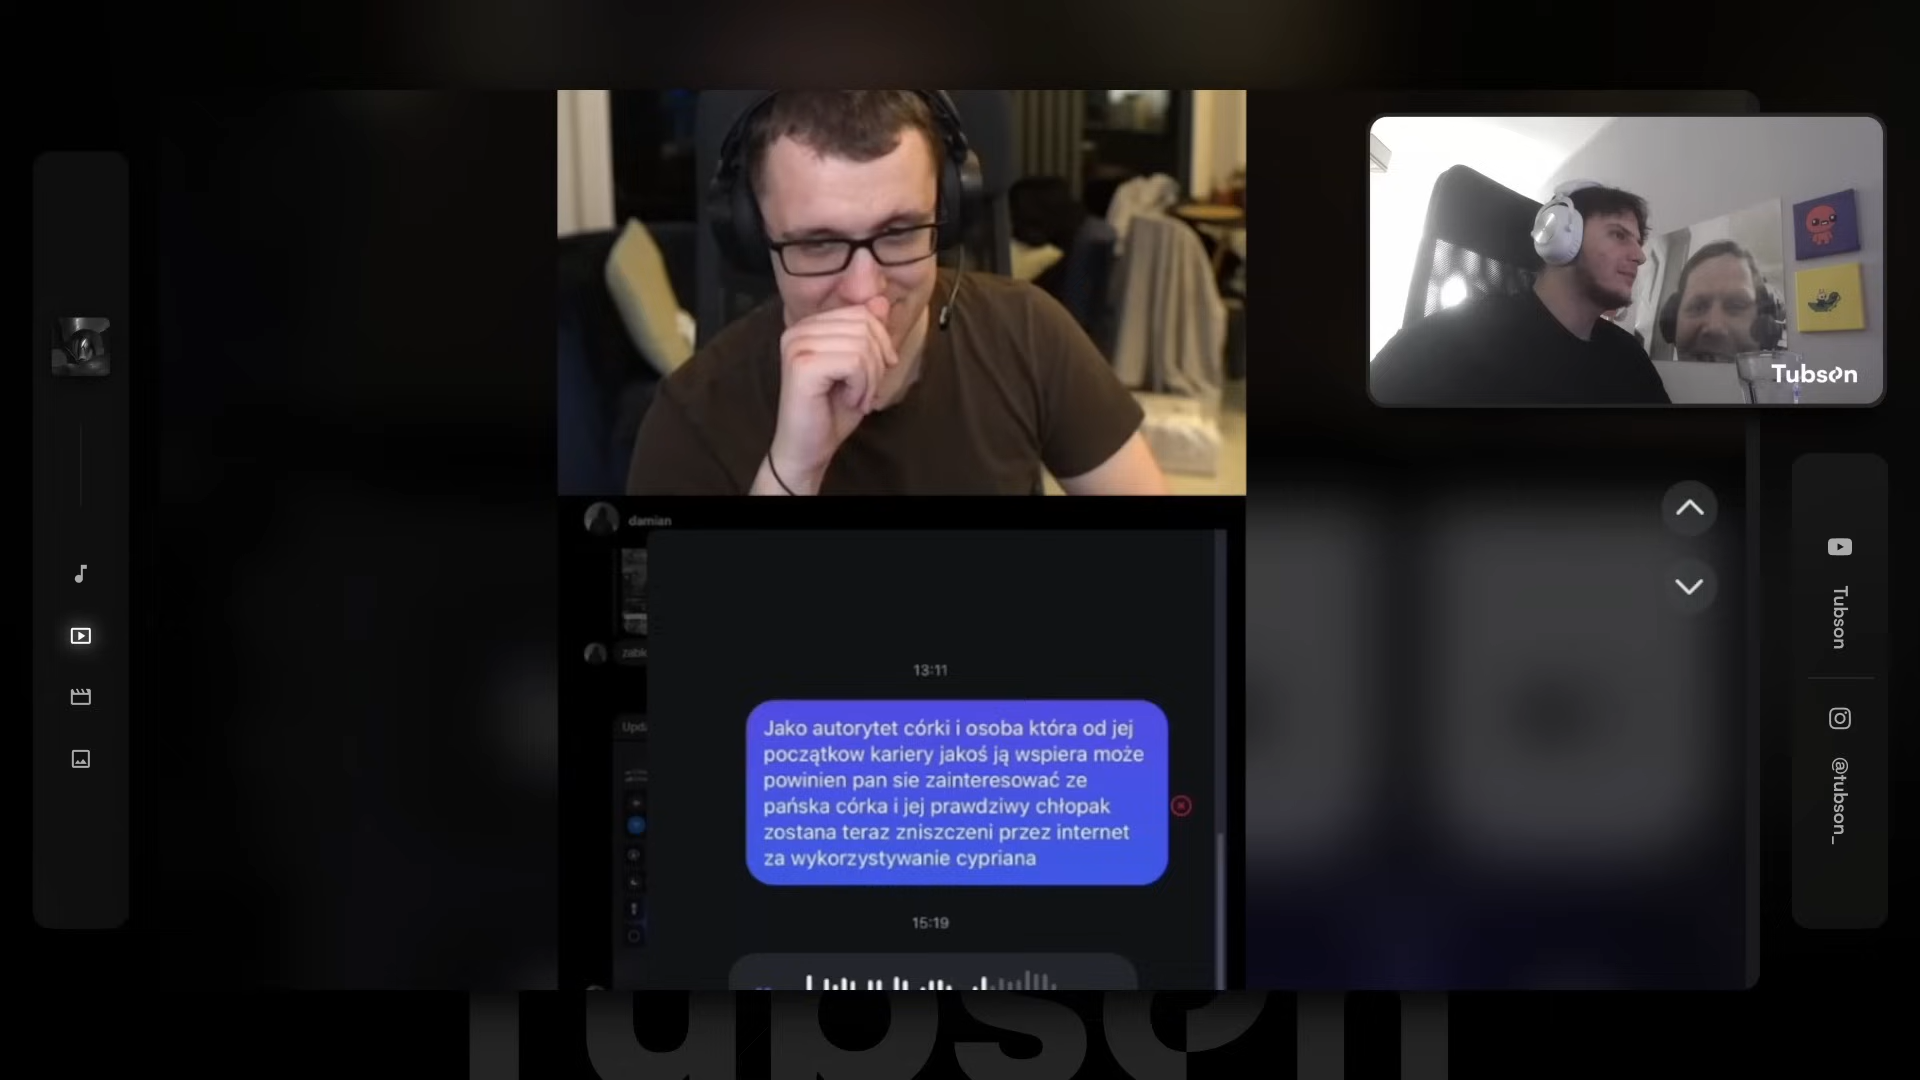 Tubson
damian
13:11
Jako autorytet córki i osoba która od jej
początkow kariery jakoś ją wspiera może
powinien pan sie zainteresować ze
pańska córka i jej prawdziwy chłopak
zostana teraz zniszczeni przez internet
za wykorzystywanie cypriana
15:19
Tubson
@tubson_
Tubson